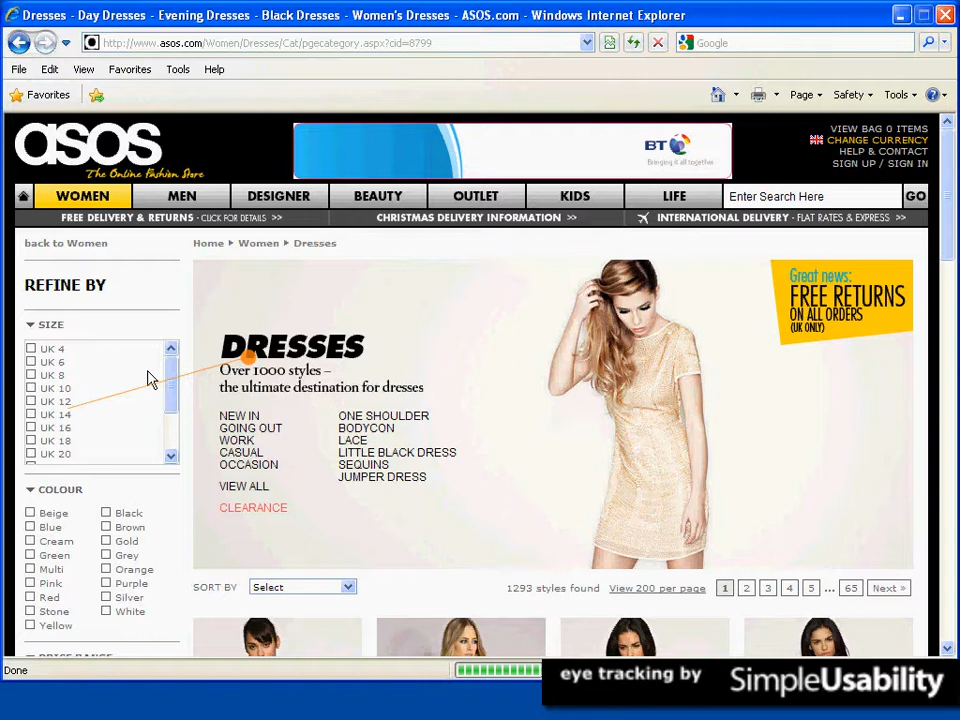 Dresses - Day Dresses - Evening Dresses - Black Dresses - Women's Dresses - ASOS.com - Windows Internet Explorer
http://www.asos.com/Women/Dresses/Cat/pgecategory.aspx?cid=8799
Google
File Edit View Favorites Tools Help
Favorites
Page Safety Tools
asos
The Online Fashion Store
BT
Bringing it all together
VIEW BAG 0 ITEMS
CHANGE CURRENCY
HELP & CONTACT
SIGN UP / SIGN IN
WOMEN MEN DESIGNER BEAUTY OUTLET KIDS LIFE Enter Search Here GO
FREE DELIVERY & RETURNS - CLICK FOR DETAILS >> CHRISTMAS DELIVERY INFORMATION >> INTERNATIONAL DELIVERY - FLAT RATES & EXPRESS >>
back to Women
Home Women Dresses
REFINE BY
SIZE
UK 4
UK 6
UK 8
UK 10
UK 12
UK 14
UK 16
UK 18
UK 20
COLOUR
Beige Black
Blue Brown
Cream Gold
Green Grey
Multi Orange
Pink Purple
Red Silver
Stone White
Yellow
PRICE RANGE
DRESSES
Over 1000 styles –
the ultimate destination for dresses
NEW IN
GOING OUT
WORK
CASUAL
OCCASION
VIEW ALL
CLEARANCE
ONE SHOULDER
BODYCON
LACE
LITTLE BLACK DRESS
SEQUINS
JUMPER DRESS
Great news:
FREE RETURNS
ON ALL ORDERS
(UK ONLY)
SORT BY Select 1293 styles found View 200 per page 1 2 3 4 5 ... 65 Next »
Done
eye tracking by SimpleUsability